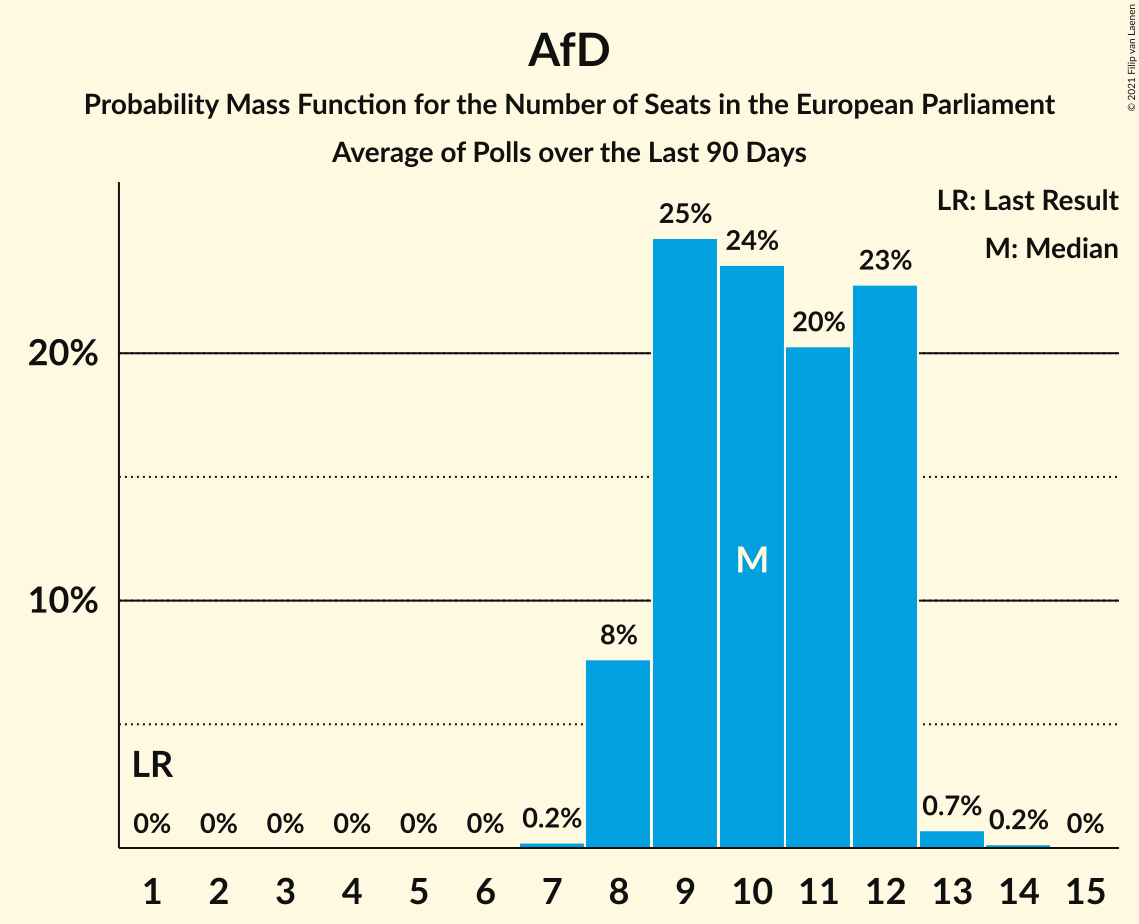 AfD
Probability Mass Function for the Number of Seats in the European Parliament
Average of Polls over the Last 90 Days
© 2021 Filip van Laenen
LR: Last Result
M: Median
25%
24%
23%
20%
20%
M
10%
8%
LR
0% 0% 0% 0% 0% 0% 0.2% 0.7% 0.2% 0%
1 2 3 4 5 6 7 8 9 10 11 12 13 14 15